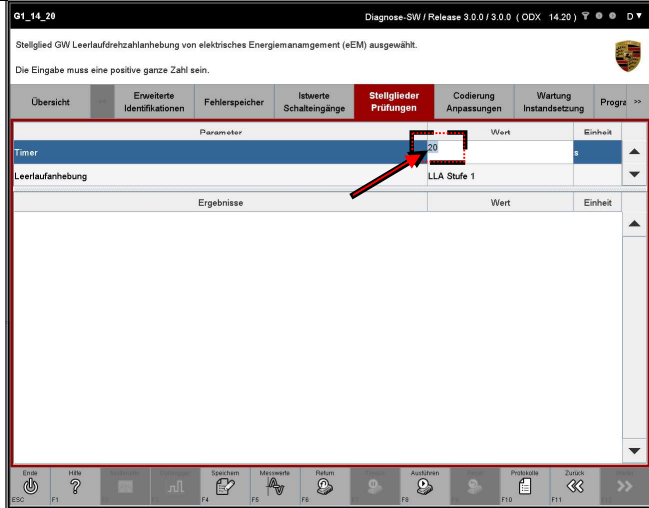 G1_14_20
Diagnose-SW / Release 3.0.0 / 3.0.0 ( ODX 14.20 )
D
Stellglied GW Leerlaufdrehzahlanhebung von elektrisches Energiemanamgement (eEM) ausgewählt.
Die Eingabe muss eine positive ganze Zahl sein.
Übersicht
Erweiterte Identifikationen
Fehlerspeicher
Istwerte Schalteingänge
Stellglieder Prüfungen
Codierung Anpassungen
Wartung Instandsetzung
Progra >>
Parameter Wert Einheit
Timer 20 s
Leerlaufanhebung LLA Stufe 1
Ergebnisse Wert Einheit
Ende Hilfe Speichern Messwerte Return Ausführen Protokolle Zurück
ESC F1 F4 F5 F6 F8 F10 F11